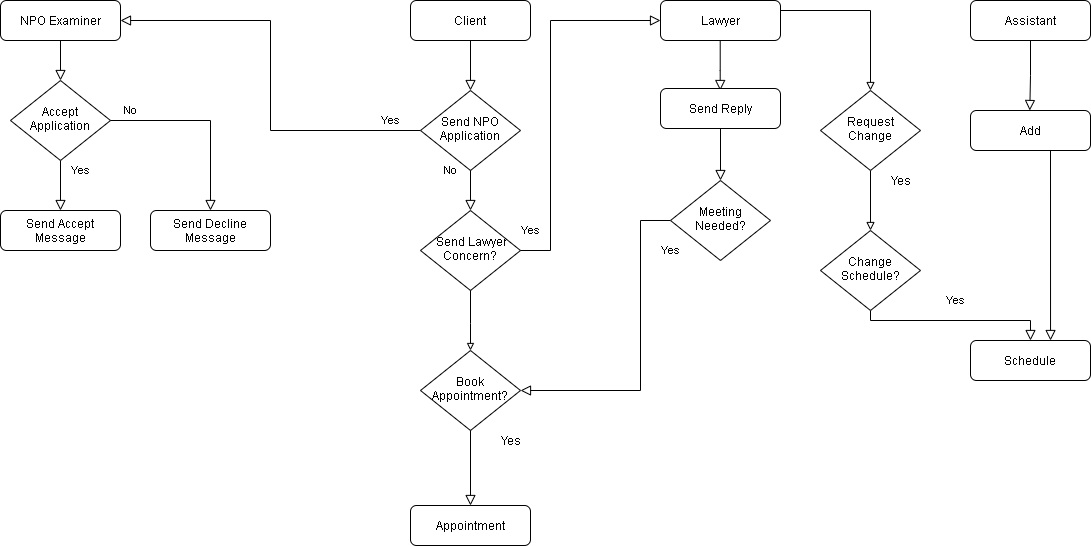 NPO Examiner
Client
Lawyer
Assistant
Accept
Application
No
Yes
Send Accept
Message
Send Decline
Message
Yes
Send NPO
Application
No
Send Lawyer
Concern?
Yes
Book
Appointment?
Yes
Appointment
Send Reply
Meeting
Needed?
Yes
Request
Change
Yes
Change
Schedule?
Yes
Add
Schedule